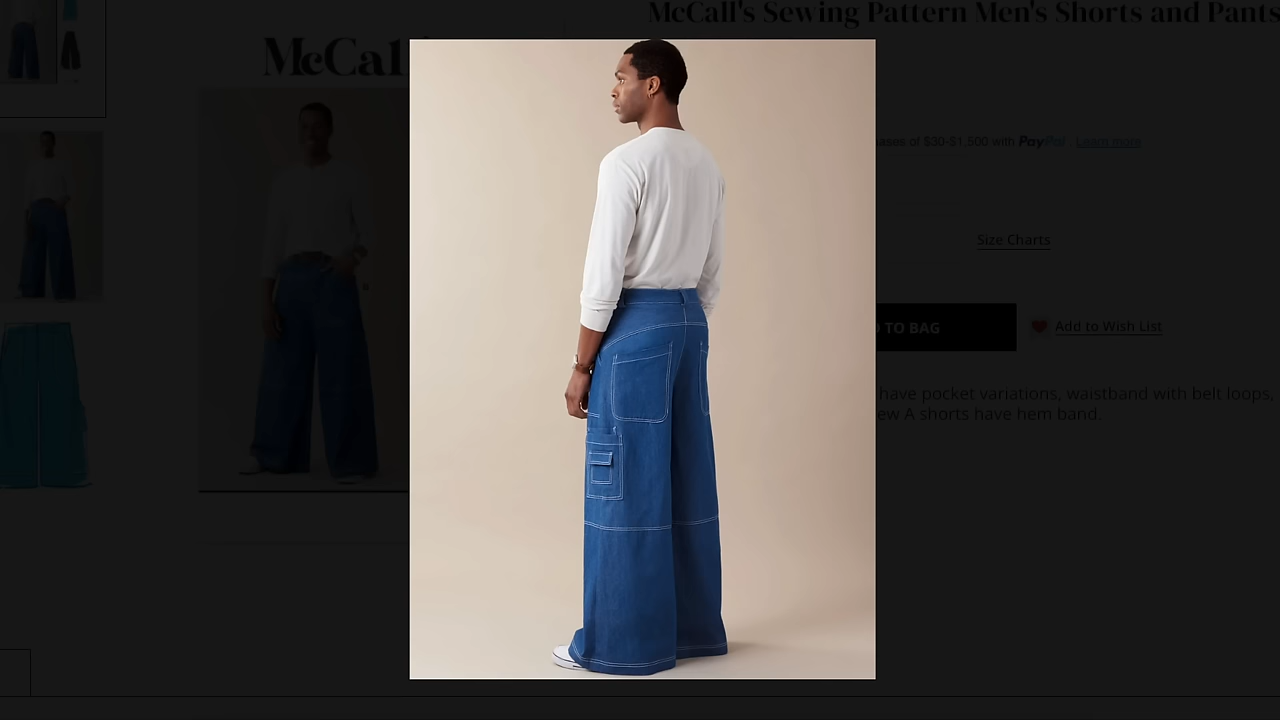 McCall's Sewing Pattern Men's Shorts and Pants
McCal
ases of $30-$1,500 with PayPal Learn more
Size Charts
TO BAG
Add to Wish List
have pocket variations, waistband with belt loops,
ew A shorts have hem band.